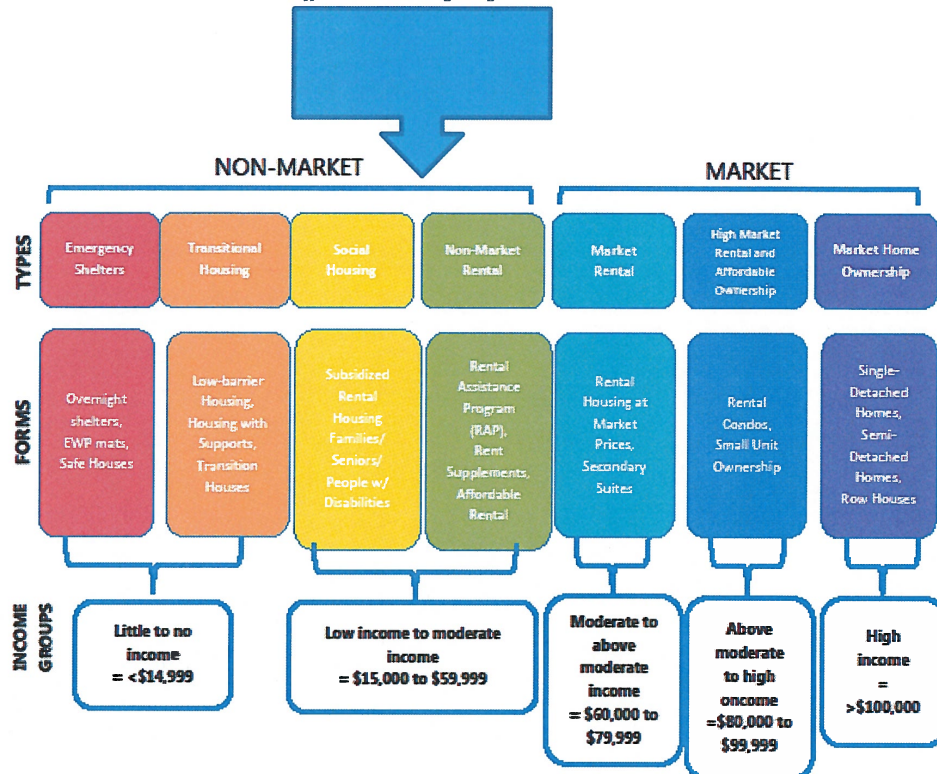 NON-MARKET
MARKET
TYPES
Emergency
Shelters
Transitional
Housing
Social
Housing
Non-Market
Rental
Market
Rental
High Market
Rental and
Affordable
Ownership
Market Home
Ownership
FORMS
Overnight
shelters,
EWP mats,
Safe Houses
Low-barrier
Housing,
Housing with
Supports,
Transition
Houses
Subsidized
Rental
Housing
Families/
Seniors/
People w/
Disabilities
Rental
Assistance
Program
(RAP),
Rent
Supplements,
Affordable
Rental
Rental
Housing at
Market
Prices,
Secondary
Suites
Rental
Condos,
Small Unit
Ownership
Single-
Detached
Homes,
Semi-
Detached
Homes,
Row Houses
INCOME
GROUPS
Little to no
income
= <$14,999
Low income to moderate
income
= $15,000 to $59,999
Moderate to
above
moderate
income
= $60,000 to
$79,999
Above
moderate
to high
oncome
=$80,000 to
$99,999
High
income
=
>$100,000